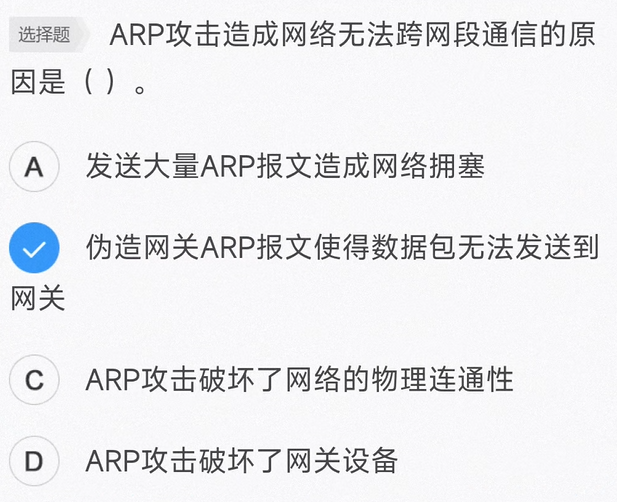 选择题 ARP攻击造成网络无法跨网段通信的原
因是（ ）。
A 发送大量ARP报文造成网络拥塞
伪造网关ARP报文使得数据包无法发送到
网关
C ARP攻击破坏了网络的物理连通性
D ARP攻击破坏了网关设备